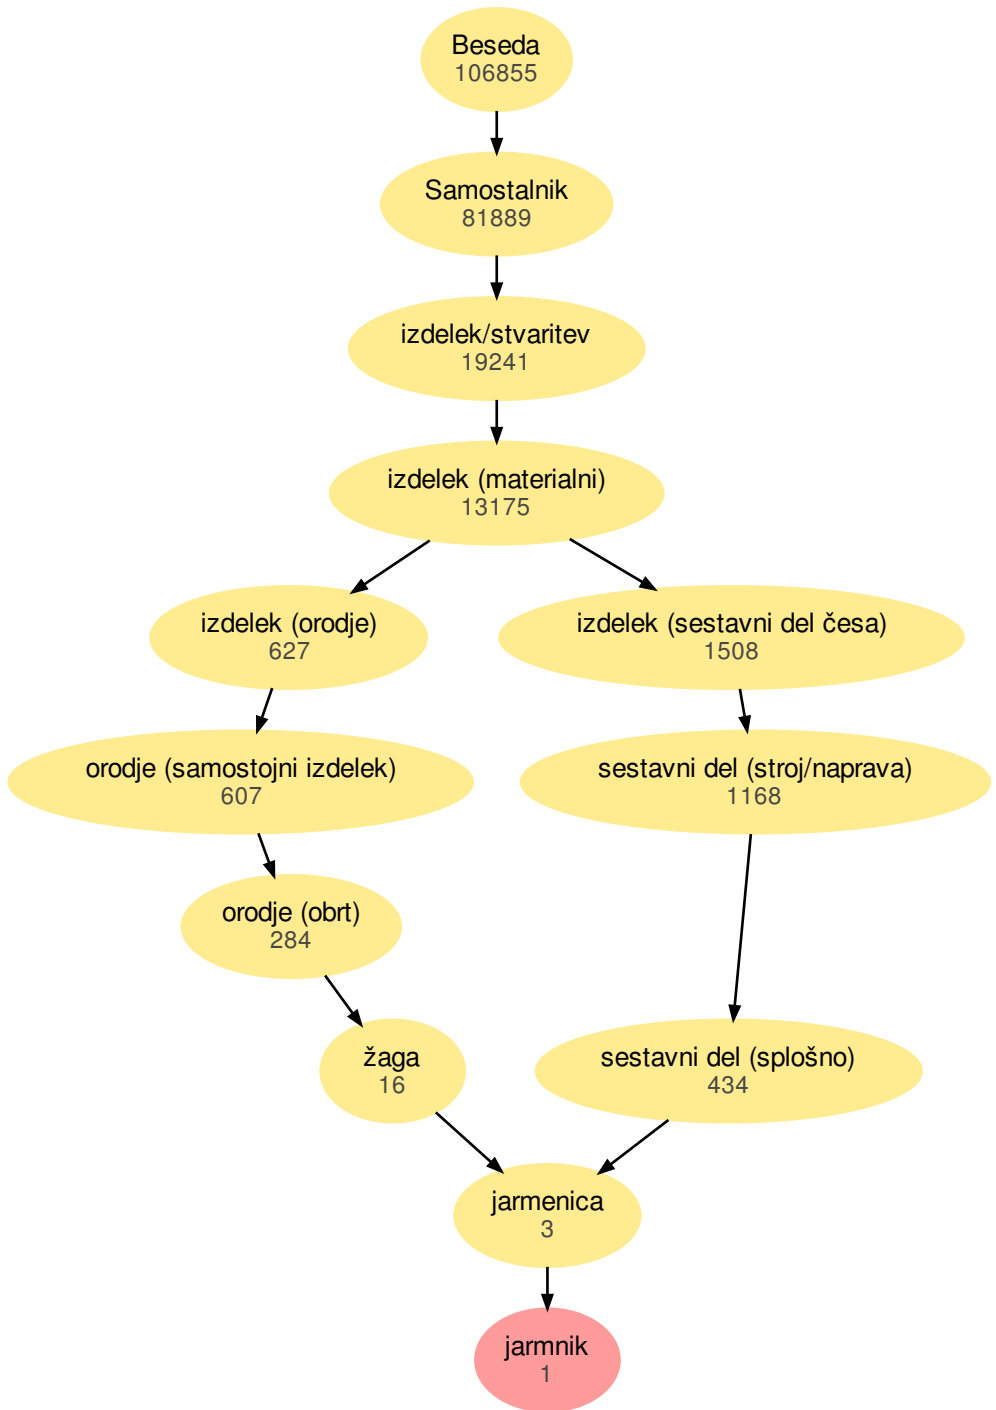 Beseda
106855
Samostalnik
81889
izdelek/stvaritev
19241
izdelek (materialni)
13175
izdelek (orodje)
627
izdelek (sestavni del česa)
1508
orodje (samostojni izdelek)
607
sestavni del (stroj/naprava)
1168
orodje (obrt)
284
žaga
16
sestavni del (splošno)
434
jarmenica
3
jarmnik
1